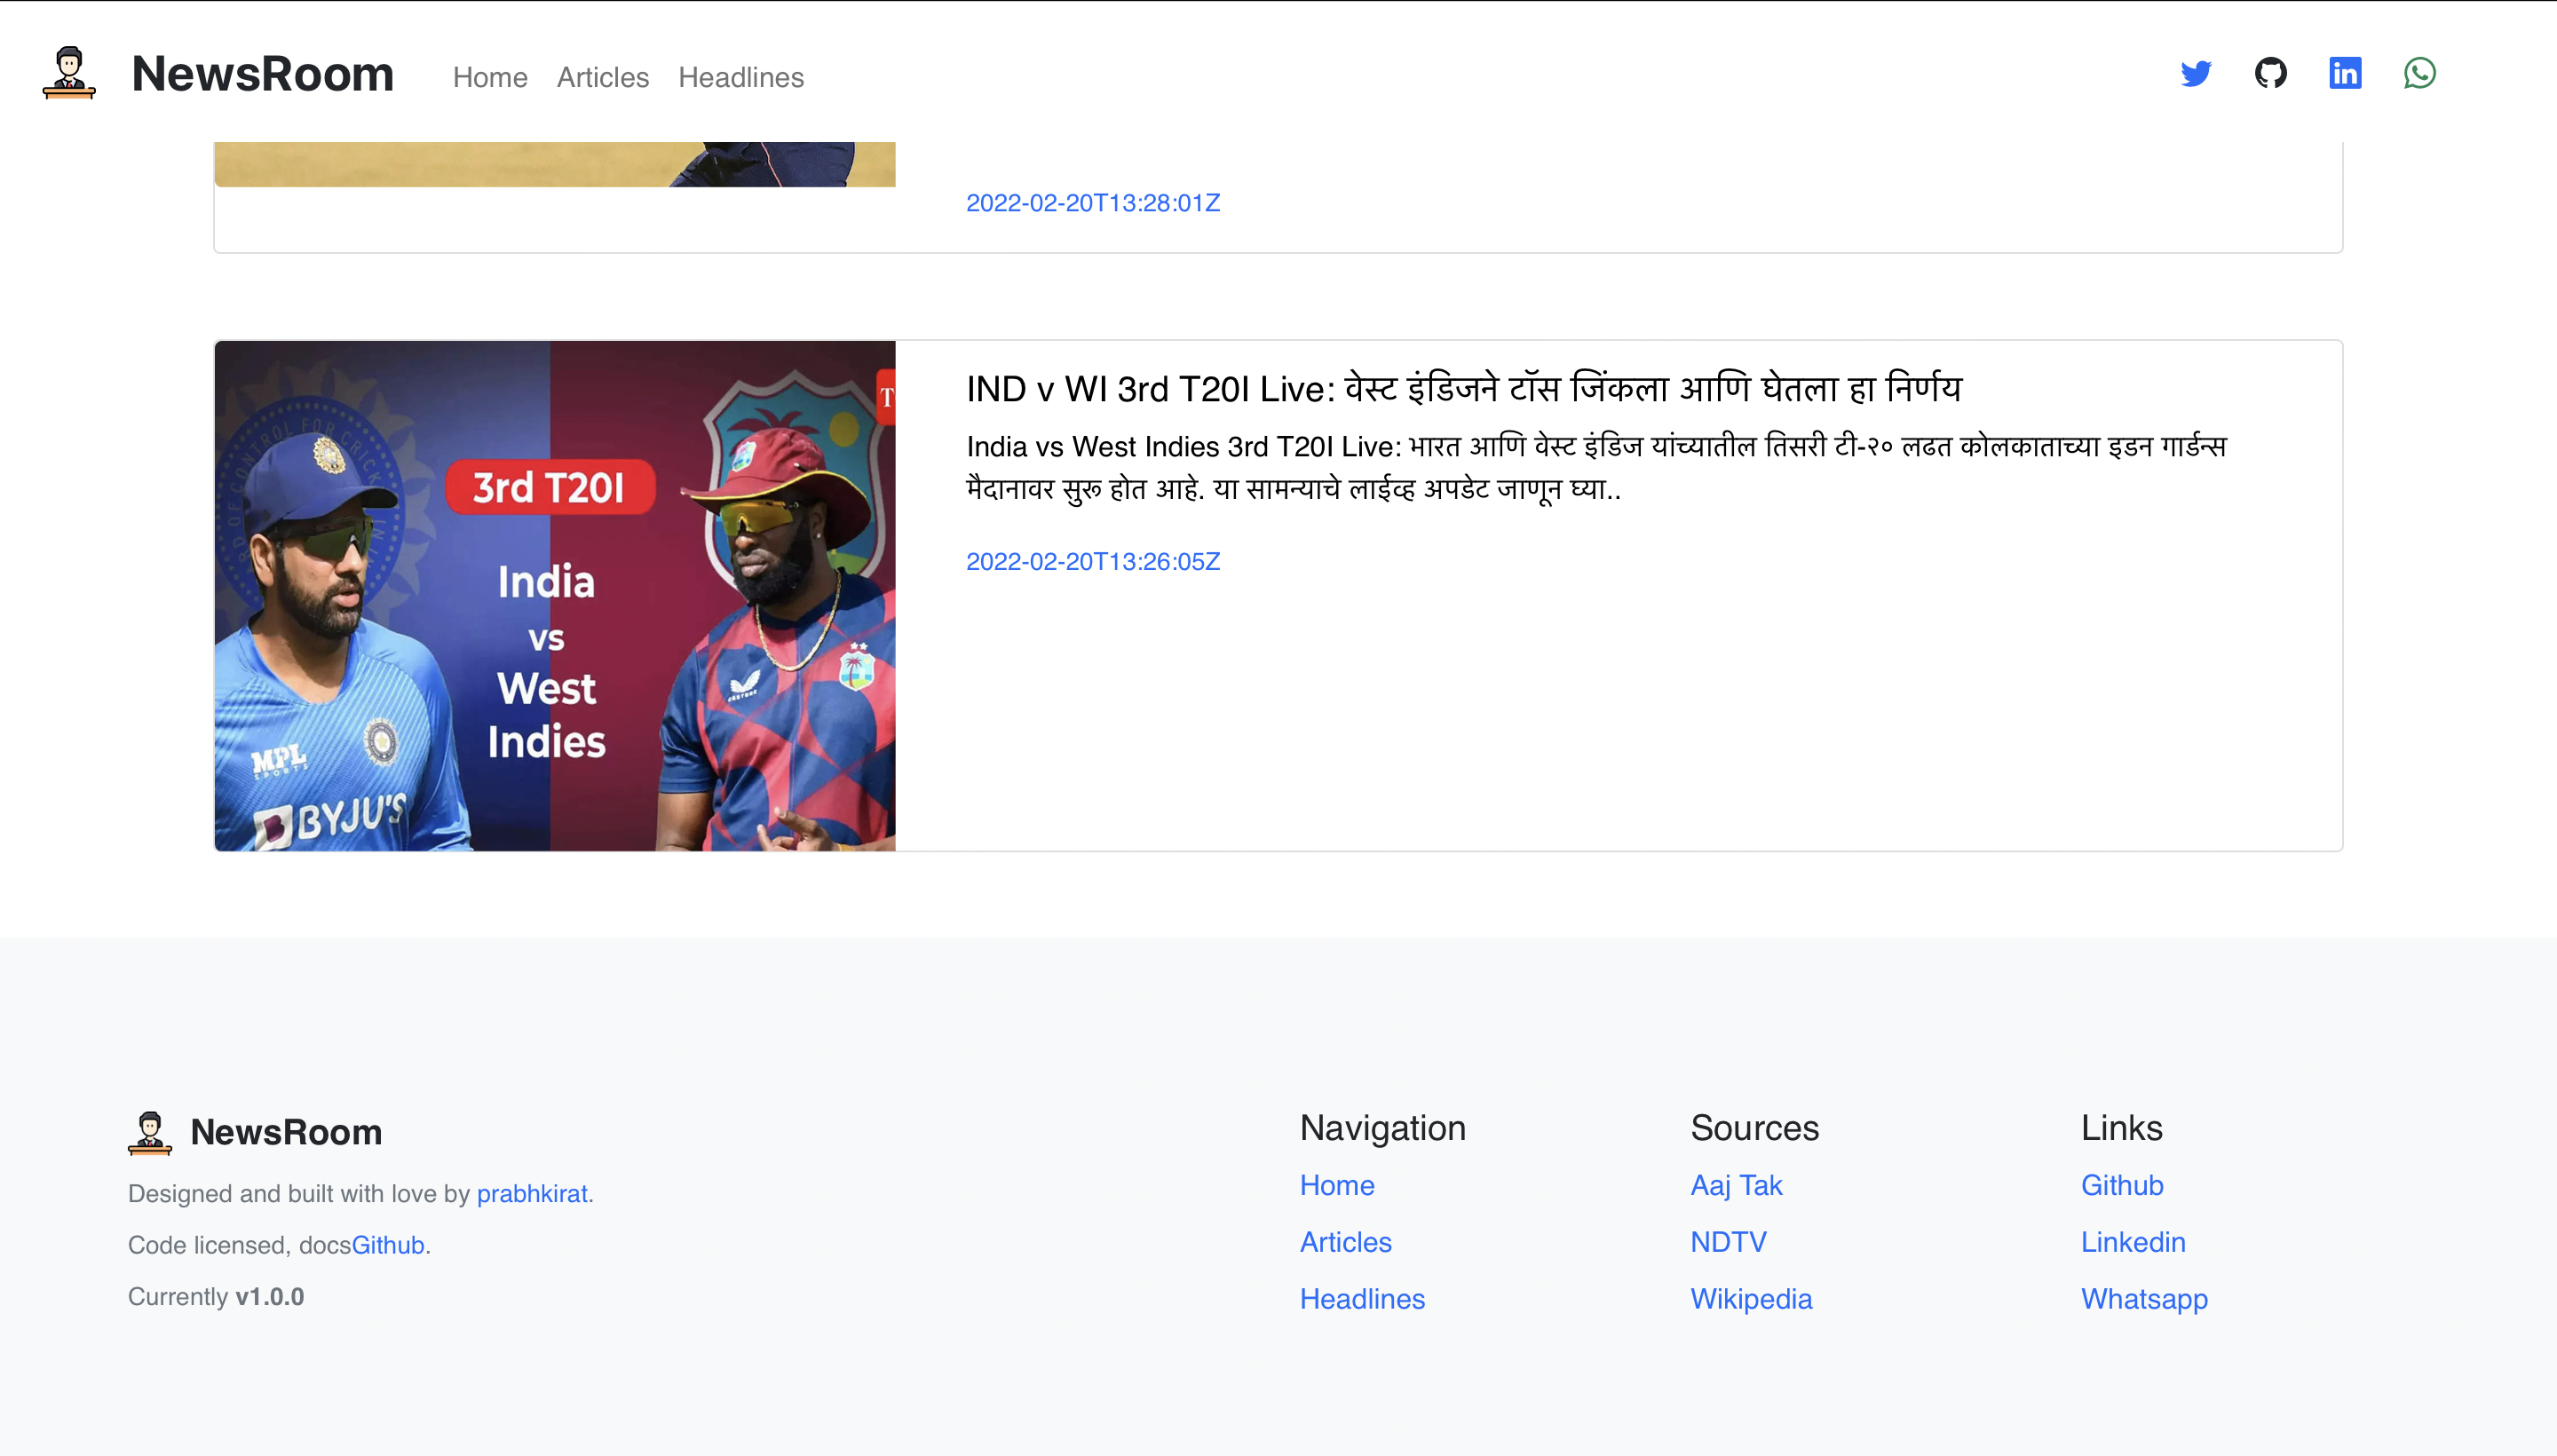 NewsRoom Home Articles Headlines
2022-02-20T13:28:01Z
3rd T20I
India
vs
West
Indies
MPL
SPORTS
BYJU'S
T
IND v WI 3rd T20I Live: वेस्ट इंडिजने टॉस जिंकला आणि घेतला हा निर्णय
India vs West Indies 3rd T20I Live: भारत आणि वेस्ट इंडिज यांच्यातील तिसरी टी-२० लढत कोलकाताच्या इडन गार्डन्स
मैदानावर सुरू होत आहे. या सामन्याचे लाईव्ह अपडेट जाणून घ्या..
2022-02-20T13:26:05Z
NewsRoom
Designed and built with love by prabhkirat.
Code licensed, docsGithub.
Currently v1.0.0
Navigation
Home
Articles
Headlines
Sources
Aaj Tak
NDTV
Wikipedia
Links
Github
Linkedin
Whatsapp